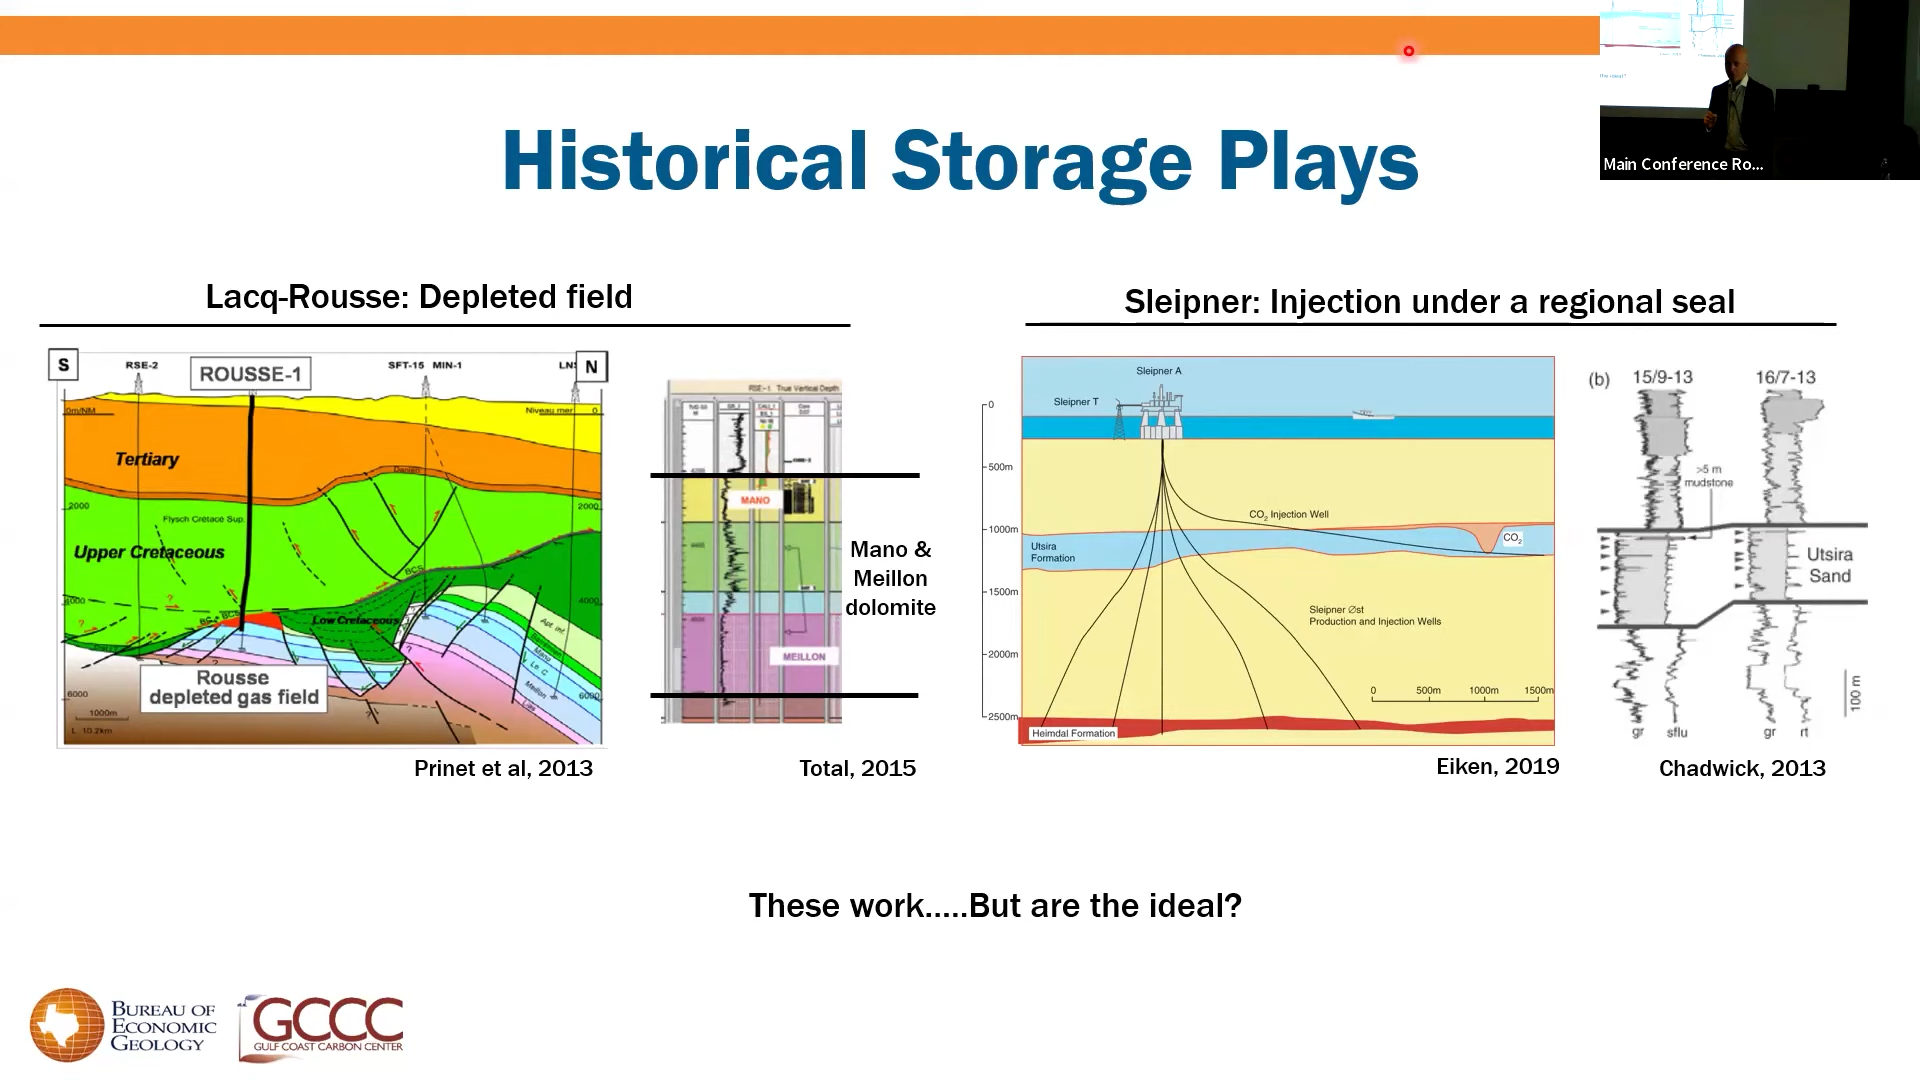 Main Conference Ro...
Historical Storage Plays
Lacq-Rousse: Depleted field
S
RSE-2
ROUSSE-1
SFT-15 MIN-1
N
0m/NM
Niveau mer
0
Tertiary
Danien
2000
2000
Flysch Crétacé Sup.
Upper Cretaceous
BCS
4000
4000
Low Cretaceous
?
Apt. inf.
Mano
Meillon
Lias
Rousse
depleted gas field
6000
6000
1000m
L : 10.2km
Prinet et al, 2013
RSE-1 True Vertical Depth
MANO
MEILLON
Mano &
Meillon
dolomite
Total, 2015
Sleipner: Injection under a regional seal
Sleipner A
Sleipner T
0
500m
1000m
1500m
2000m
2500m
CO2 Injection Well
CO2
Utsira
Formation
Sleipner Øst
Production and Injection Wells
0 500m 1000m 1500m
Heimdal Formation
Eiken, 2019
(b) 15/9-13 16/7-13
>5 m
mudstone
Utsira
Sand
100 m
gr sflu gr rt
Chadwick, 2013
These work.....But are the ideal?
BUREAU OF
ECONOMIC
GEOLOGY
GCCC
GULF COAST CARBON CENTER